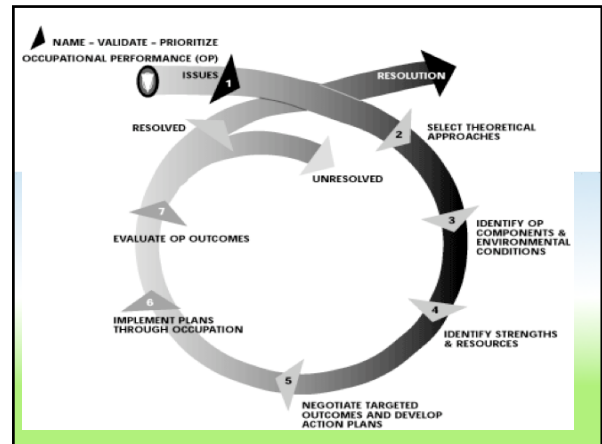 NAME – VALIDATE – PRIORITIZE
OCCUPATIONAL PERFORMANCE (OP)
ISSUES
1
RESOLUTION
RESOLVED
2
SELECT THEORETICAL
APPROACHES
UNRESOLVED
3
IDENTIFY OP
COMPONENTS &
ENVIRONMENTAL
CONDITIONS
7
EVALUATE OP OUTCOMES
4
IDENTIFY STRENGTHS
& RESOURCES
6
IMPLEMENT PLANS
THROUGH OCCUPATION
5
NEGOTIATE TARGETED
OUTCOMES AND DEVELOP
ACTION PLANS